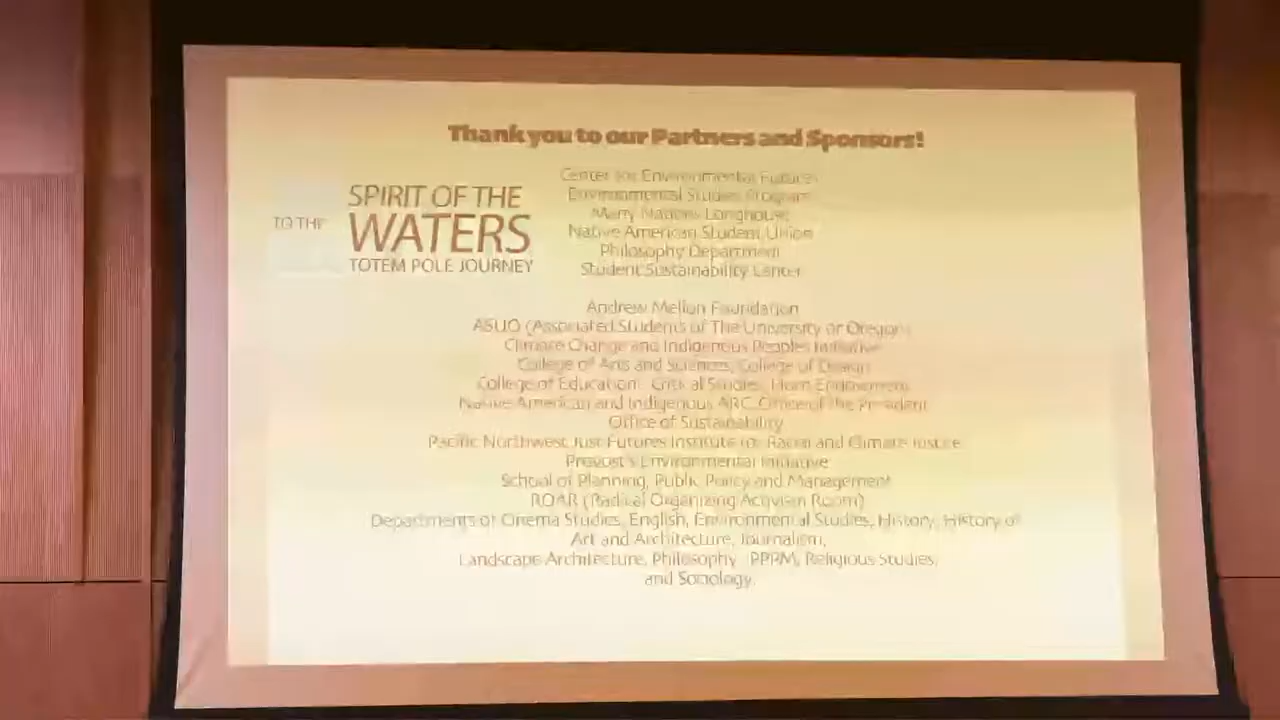 Thank you to our Partners and Sponsors!
TO THE
SPIRIT OF THE
WATERS
TOTEM POLE JOURNEY
Center for Environmental Futures
Environmental Studies Program
Many Nations Longhouse
Native American Student Union
Philosophy Department
Student Sustainability Center
Andrew Mellon Foundation
ASUO (Associated Students of The University of Oregon)
Climate Change and Indigenous Peoples Initiative
College of Arts and Sciences, College of Design
College of Education: Critical Studies, Horn Endowment
Native American and Indigenous ARC, Office of the President
Office of Sustainability
Pacific Northwest Just Futures Institute for Racial and Climate Justice
Provost's Environmental Initiative
School of Planning, Public Policy and Management
ROAR (Radical Organizing Activism Room)
Departments of Cinema Studies, English, Environmental Studies, History, History of
Art and Architecture, Journalism,
Landscape Architecture, Philosophy, PPPM, Religious Studies,
and Sociology.